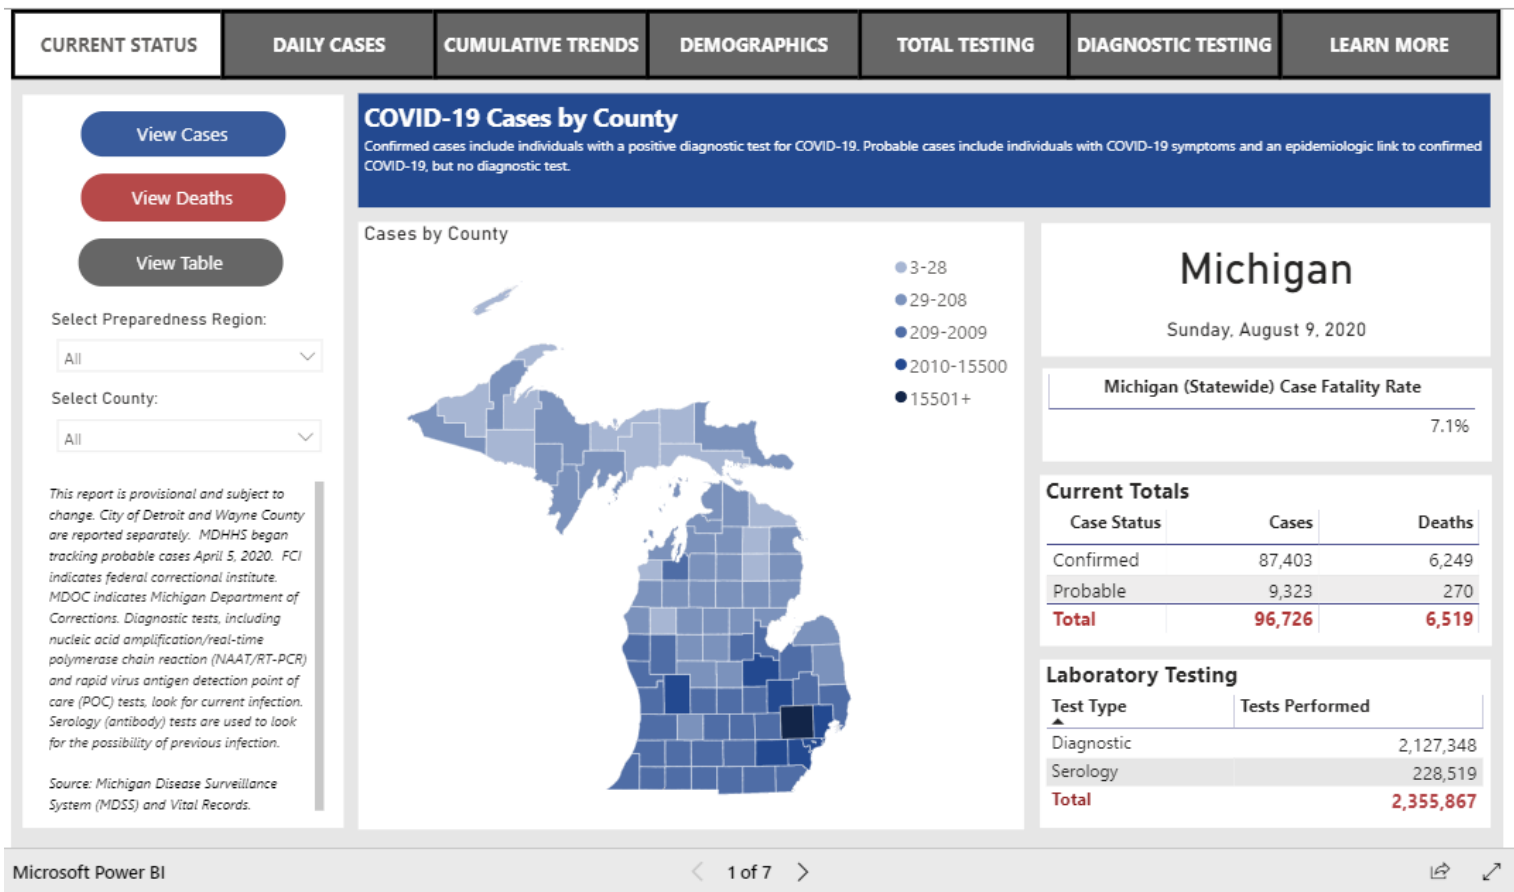 CURRENT STATUS
DAILY CASES
CUMULATIVE TRENDS
DEMOGRAPHICS
TOTAL TESTING
DIAGNOSTIC TESTING
LEARN MORE
View Cases
View Deaths
View Table
Select Preparedness Region:
All
Select County:
All
This report is provisional and subject to
change. City of Detroit and Wayne County
are reported separately. MDHHS began
tracking probable cases April 5, 2020. FCI
indicates federal correctional institute.
MDOC indicates Michigan Department of
Corrections. Diagnostic tests, including
nucleic acid amplification/real-time
polymerase chain reaction (NAAT/RT-PCR)
and rapid virus antigen detection point of
care (POC) tests, look for current infection.
Serology (antibody) tests are used to look
for the possibility of previous infection.
Source: Michigan Disease Surveillance
System (MDSS) and Vital Records.
COVID-19 Cases by County
Confirmed cases include individuals with a positive diagnostic test for COVID-19. Probable cases include individuals with COVID-19 symptoms and an epidemiologic link to confirmed
COVID-19, but no diagnostic test.
Cases by County
3-28
29-208
209-2009
2010-15500
15501+
Michigan
Sunday, August 9, 2020
Michigan (Statewide) Case Fatality Rate
7.1%
Current Totals
Case Status Cases Deaths
Confirmed 87,403 6,249
Probable 9,323 270
Total 96,726 6,519
Laboratory Testing
Test Type Tests Performed
Diagnostic 2,127,348
Serology 228,519
Total 2,355,867
Microsoft Power BI
1 of 7